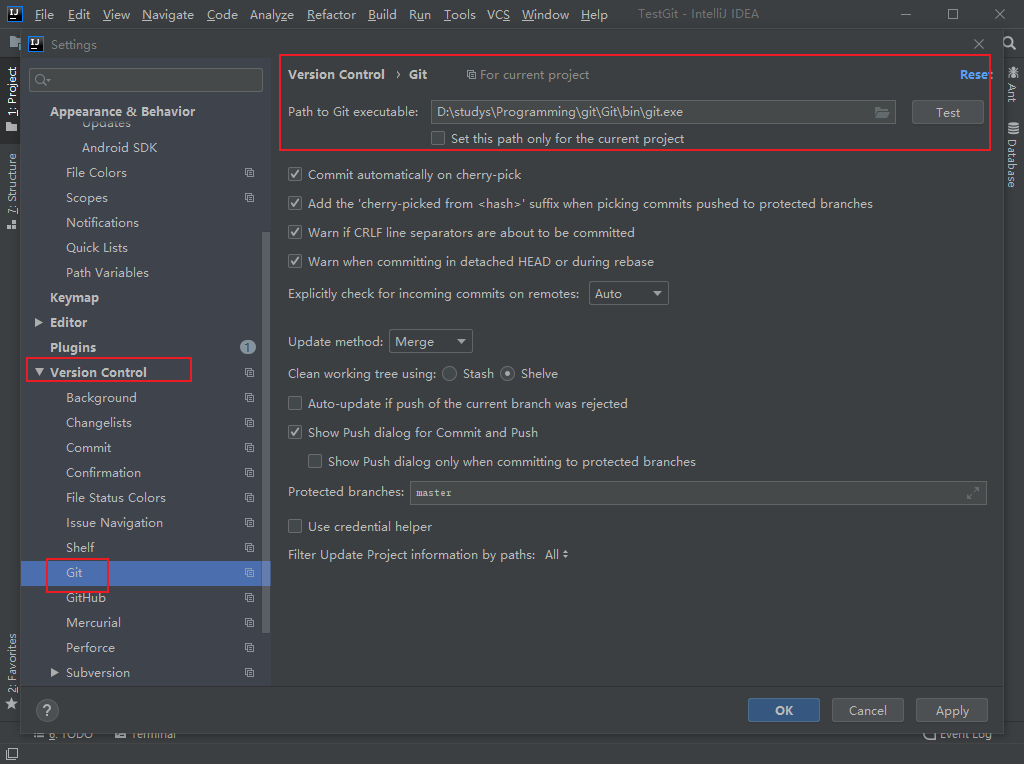 File Edit View Navigate Code Analyze Refactor Build Run Tools VCS Window Help TestGit - IntelliJ IDEA
Settings
1: Project
7: Structure
2: Favorites
Appearance & Behavior
Updates
Android SDK
File Colors
Scopes
Notifications
Quick Lists
Path Variables
Keymap
Editor
Plugins 1
Version Control
Background
Changelists
Commit
Confirmation
File Status Colors
Issue Navigation
Shelf
Git
GitHub
Mercurial
Perforce
Subversion
Version Control › Git For current project Reset
Path to Git executable: D:\studys\Programming\git\Git\bin\git.exe Test
Set this path only for the current project
Commit automatically on cherry-pick
Add the 'cherry-picked from <hash>' suffix when picking commits pushed to protected branches
Warn if CRLF line separators are about to be committed
Warn when committing in detached HEAD or during rebase
Explicitly check for incoming commits on remotes: Auto
Update method: Merge
Clean working tree using: Stash Shelve
Auto-update if push of the current branch was rejected
Show Push dialog for Commit and Push
Show Push dialog only when committing to protected branches
Protected branches: master
Use credential helper
Filter Update Project information by paths: All
Ant
Database
? OK Cancel Apply
6: TODO Terminal Event Log